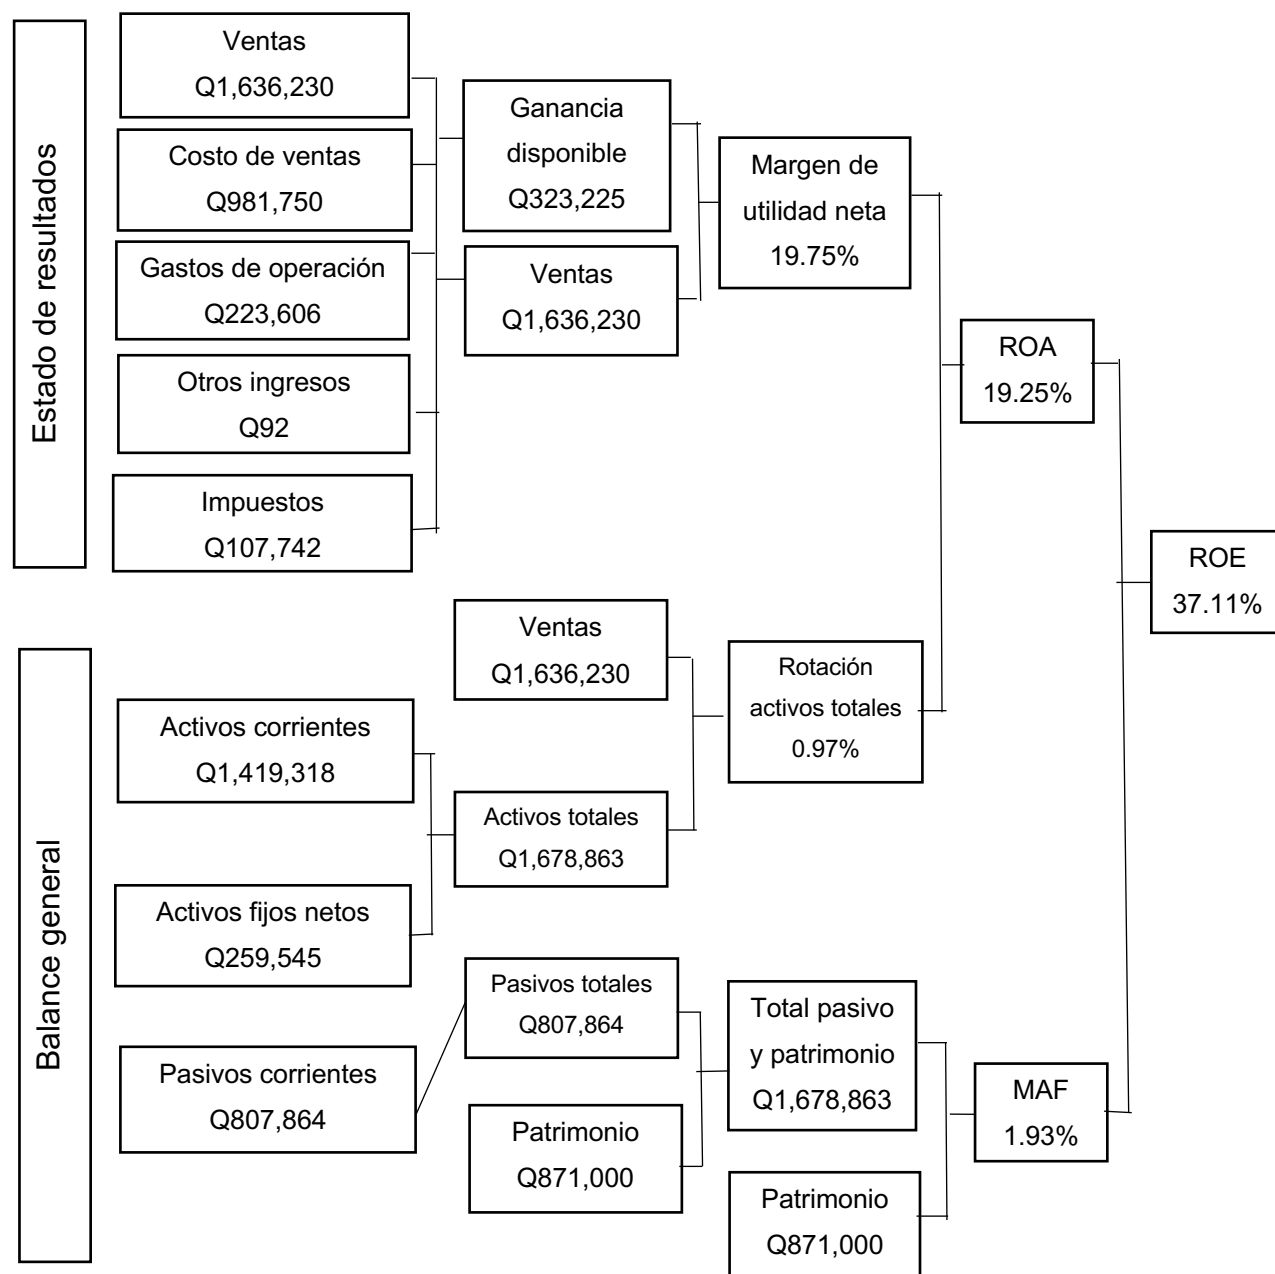 Estado de resultados
Ventas
Q1,636,230
Costo de ventas
Q981,750
Gastos de operación
Q223,606
Otros ingresos
Q92
Impuestos
Q107,742
Ganancia
disponible
Q323,225
Ventas
Q1,636,230
Margen de
utilidad neta
19.75%
ROA
19.25%
ROE
37.11%
Balance general
Activos corrientes
Q1,419,318
Activos fijos netos
Q259,545
Pasivos corrientes
Q807,864
Ventas
Q1,636,230
Activos totales
Q1,678,863
Rotación
activos totales
0.97%
Pasivos totales
Q807,864
Patrimonio
Q871,000
Total pasivo
y patrimonio
Q1,678,863
Patrimonio
Q871,000
MAF
1.93%